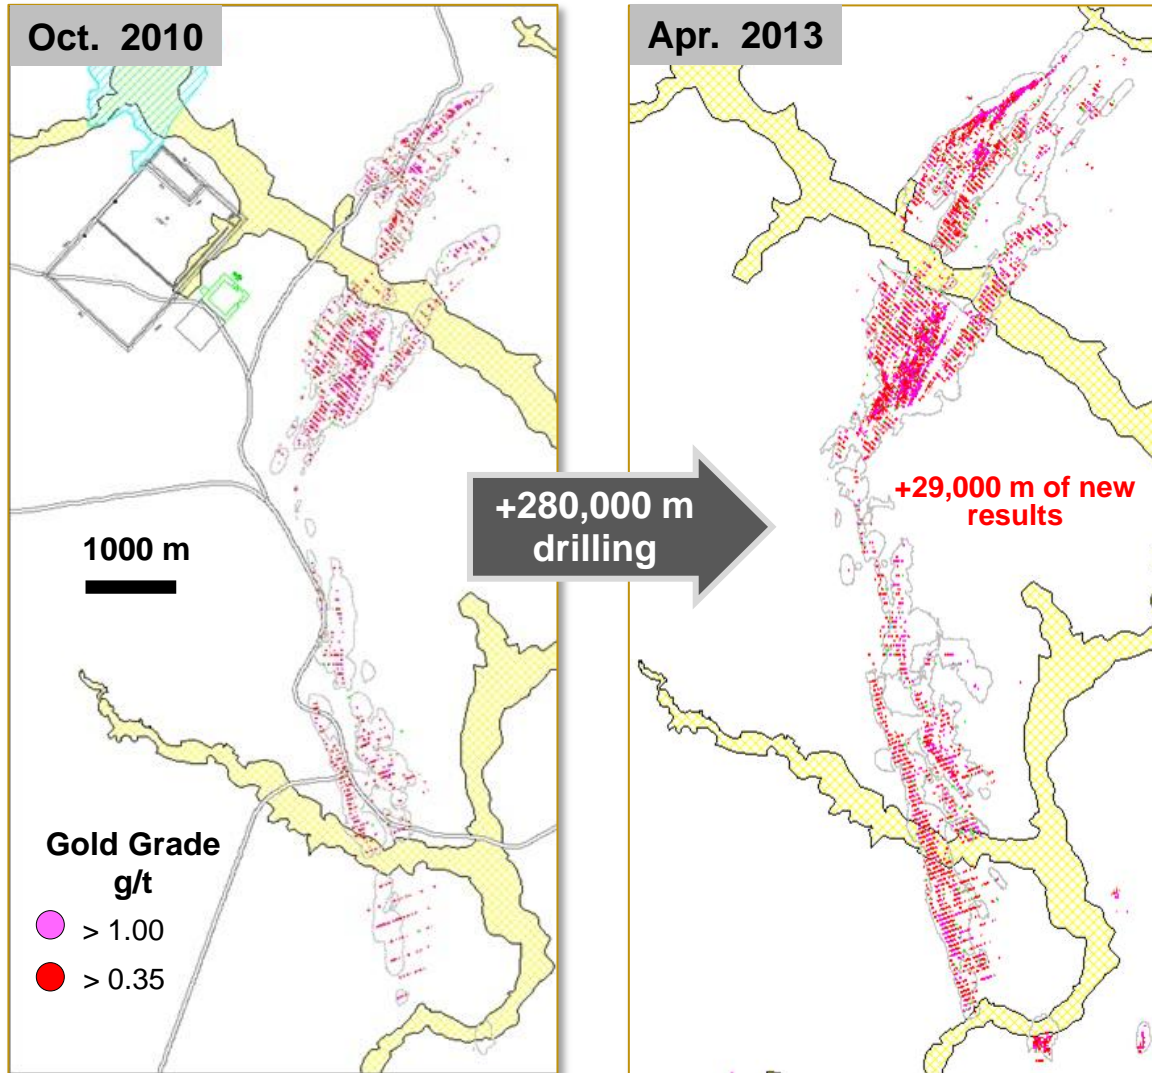 Oct. 2010
Apr. 2013
+280,000 m
drilling
+29,000 m of new
results
1000 m
Gold Grade
g/t
> 1.00
> 0.35